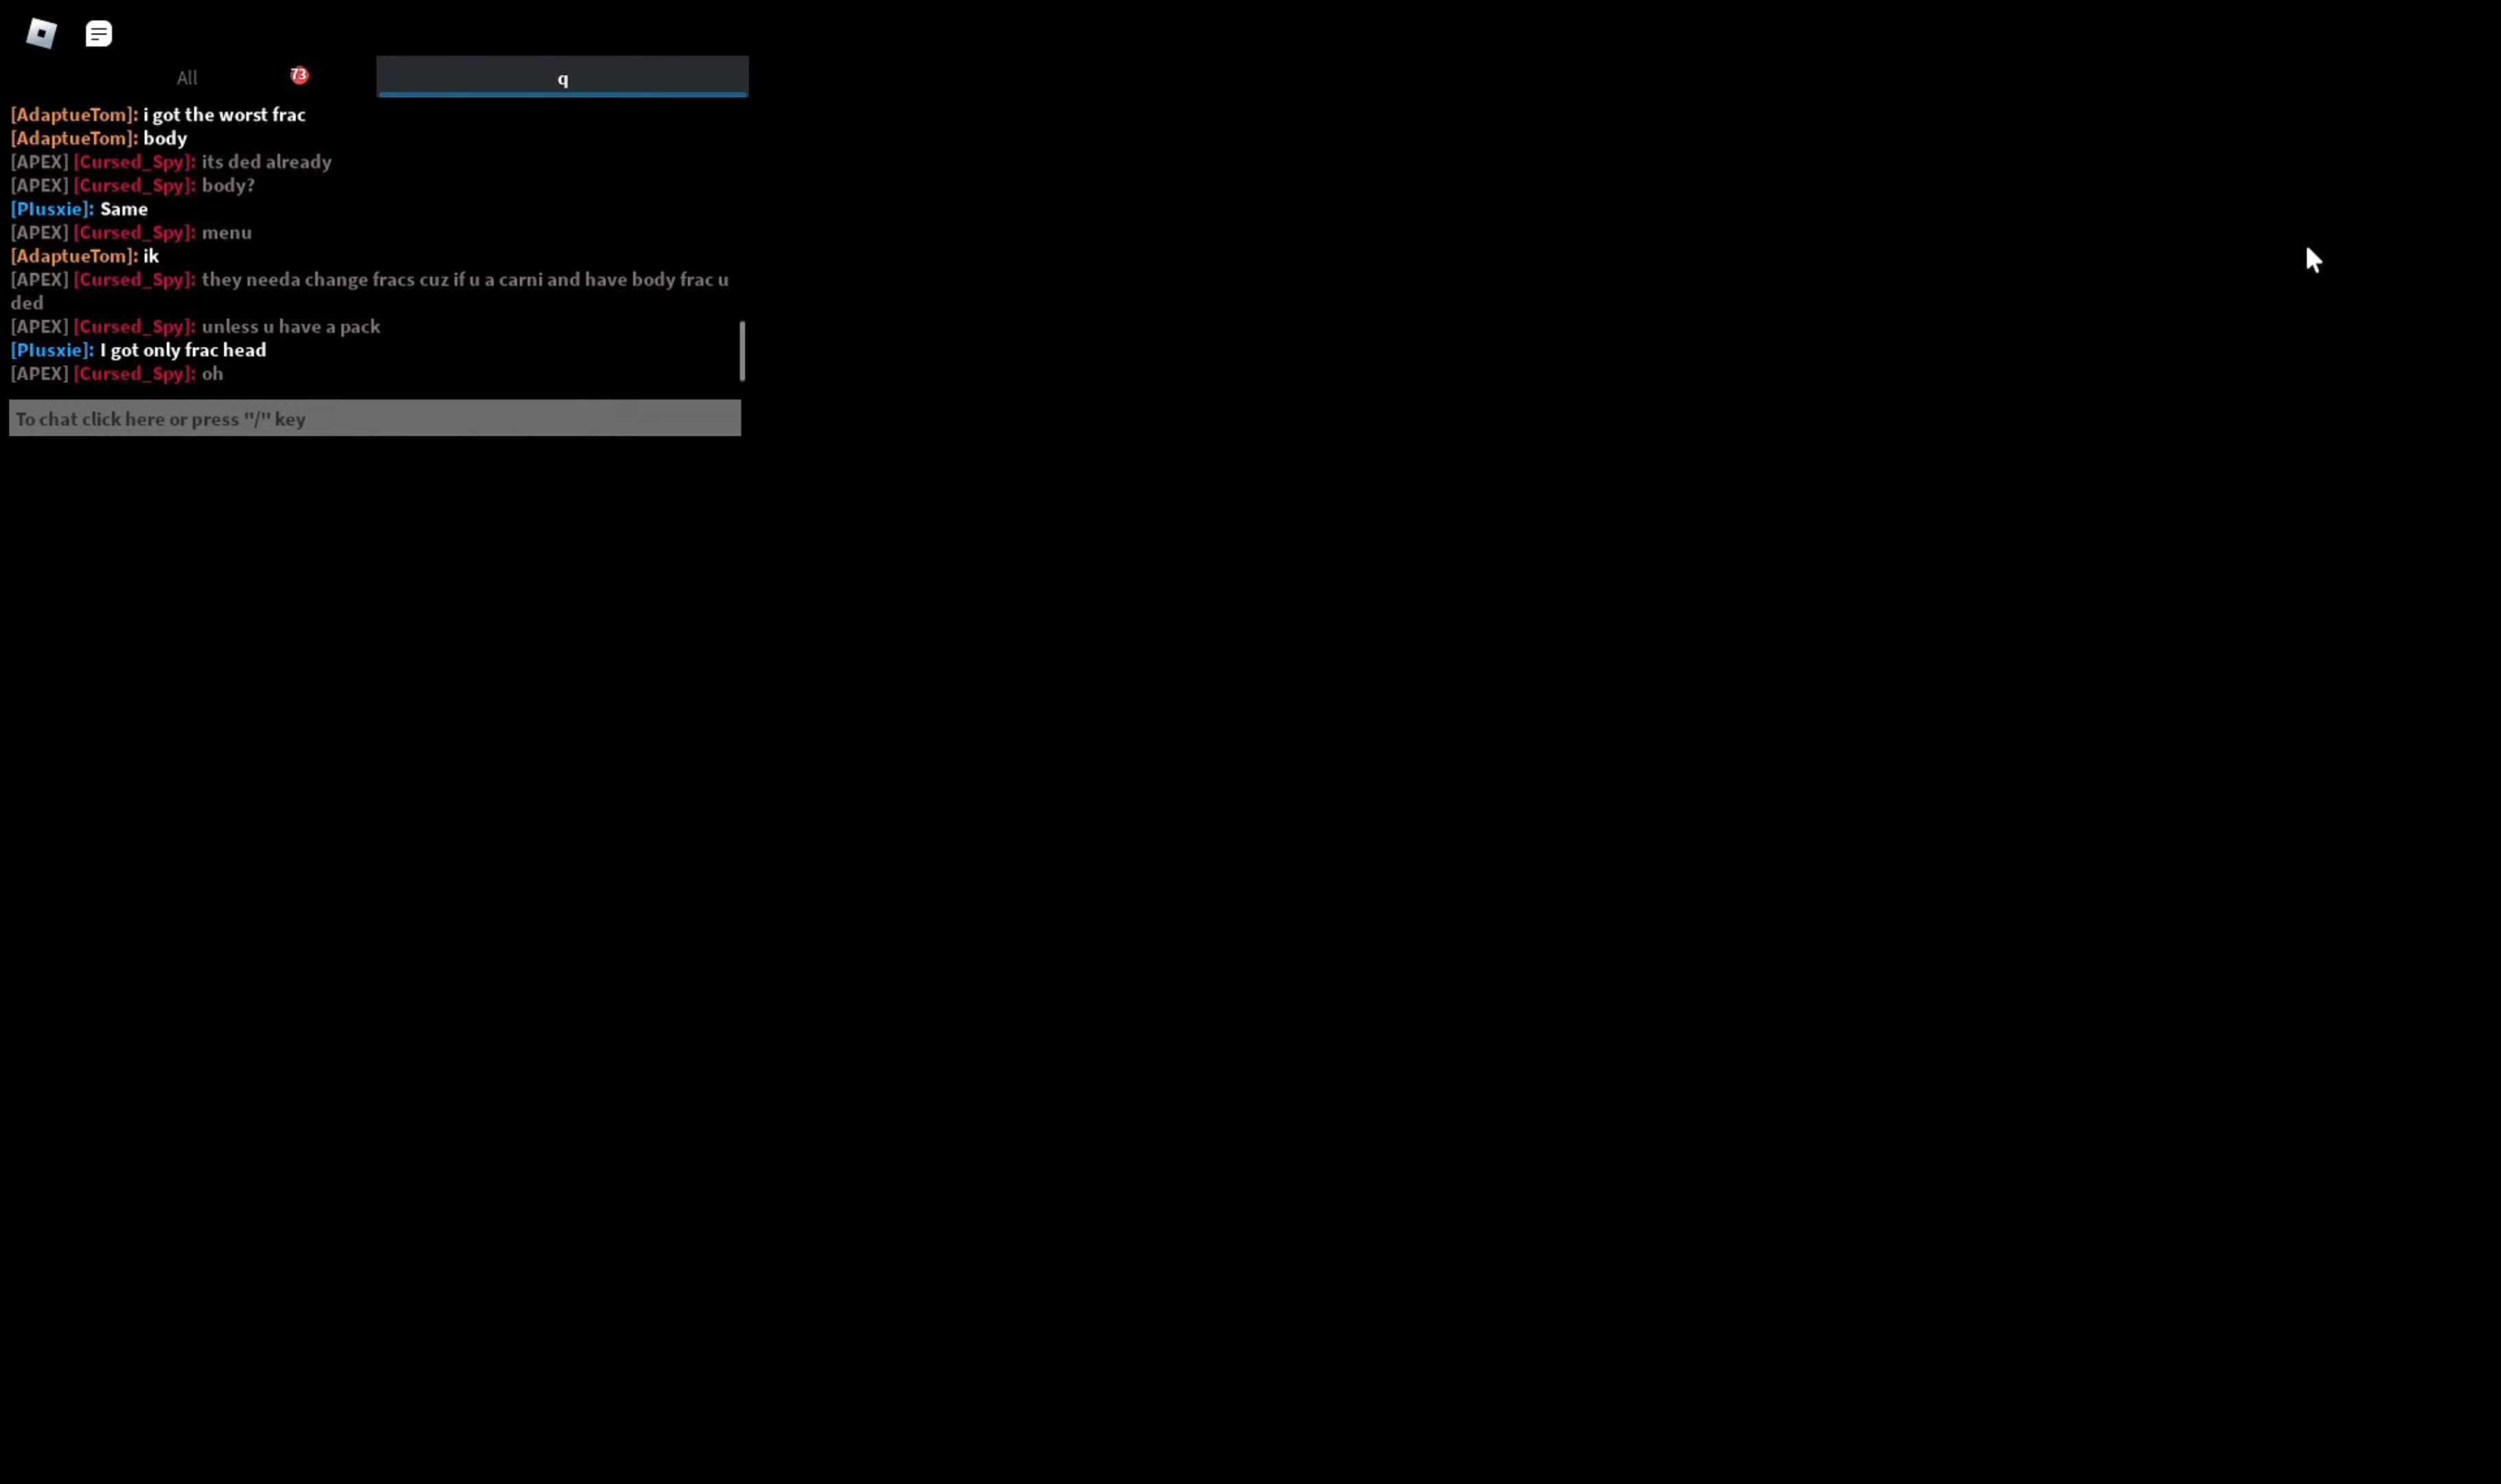 All 73 q
[AdaptueTom]: i got the worst frac
[AdaptueTom]: body
[APEX] [Cursed_Spy]: its ded already
[APEX] [Cursed_Spy]: body?
[Plusxie]: Same
[APEX] [Cursed_Spy]: menu
[AdaptueTom]: ik
[APEX] [Cursed_Spy]: they needa change fracs cuz if u a carni and have body frac u
ded
[APEX] [Cursed_Spy]: unless u have a pack
[Plusxie]: I got only frac head
[APEX] [Cursed_Spy]: oh
To chat click here or press "/" key